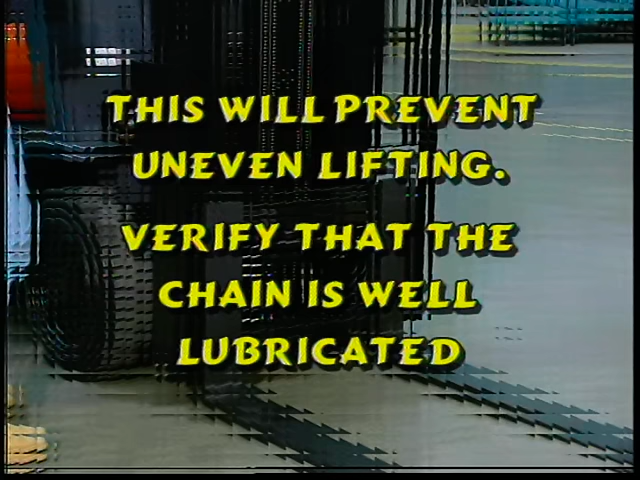 THIS WILL PREVENT
UNEVEN LIFTING.
VERIFY THAT THE
CHAIN IS WELL
LUBRICATED